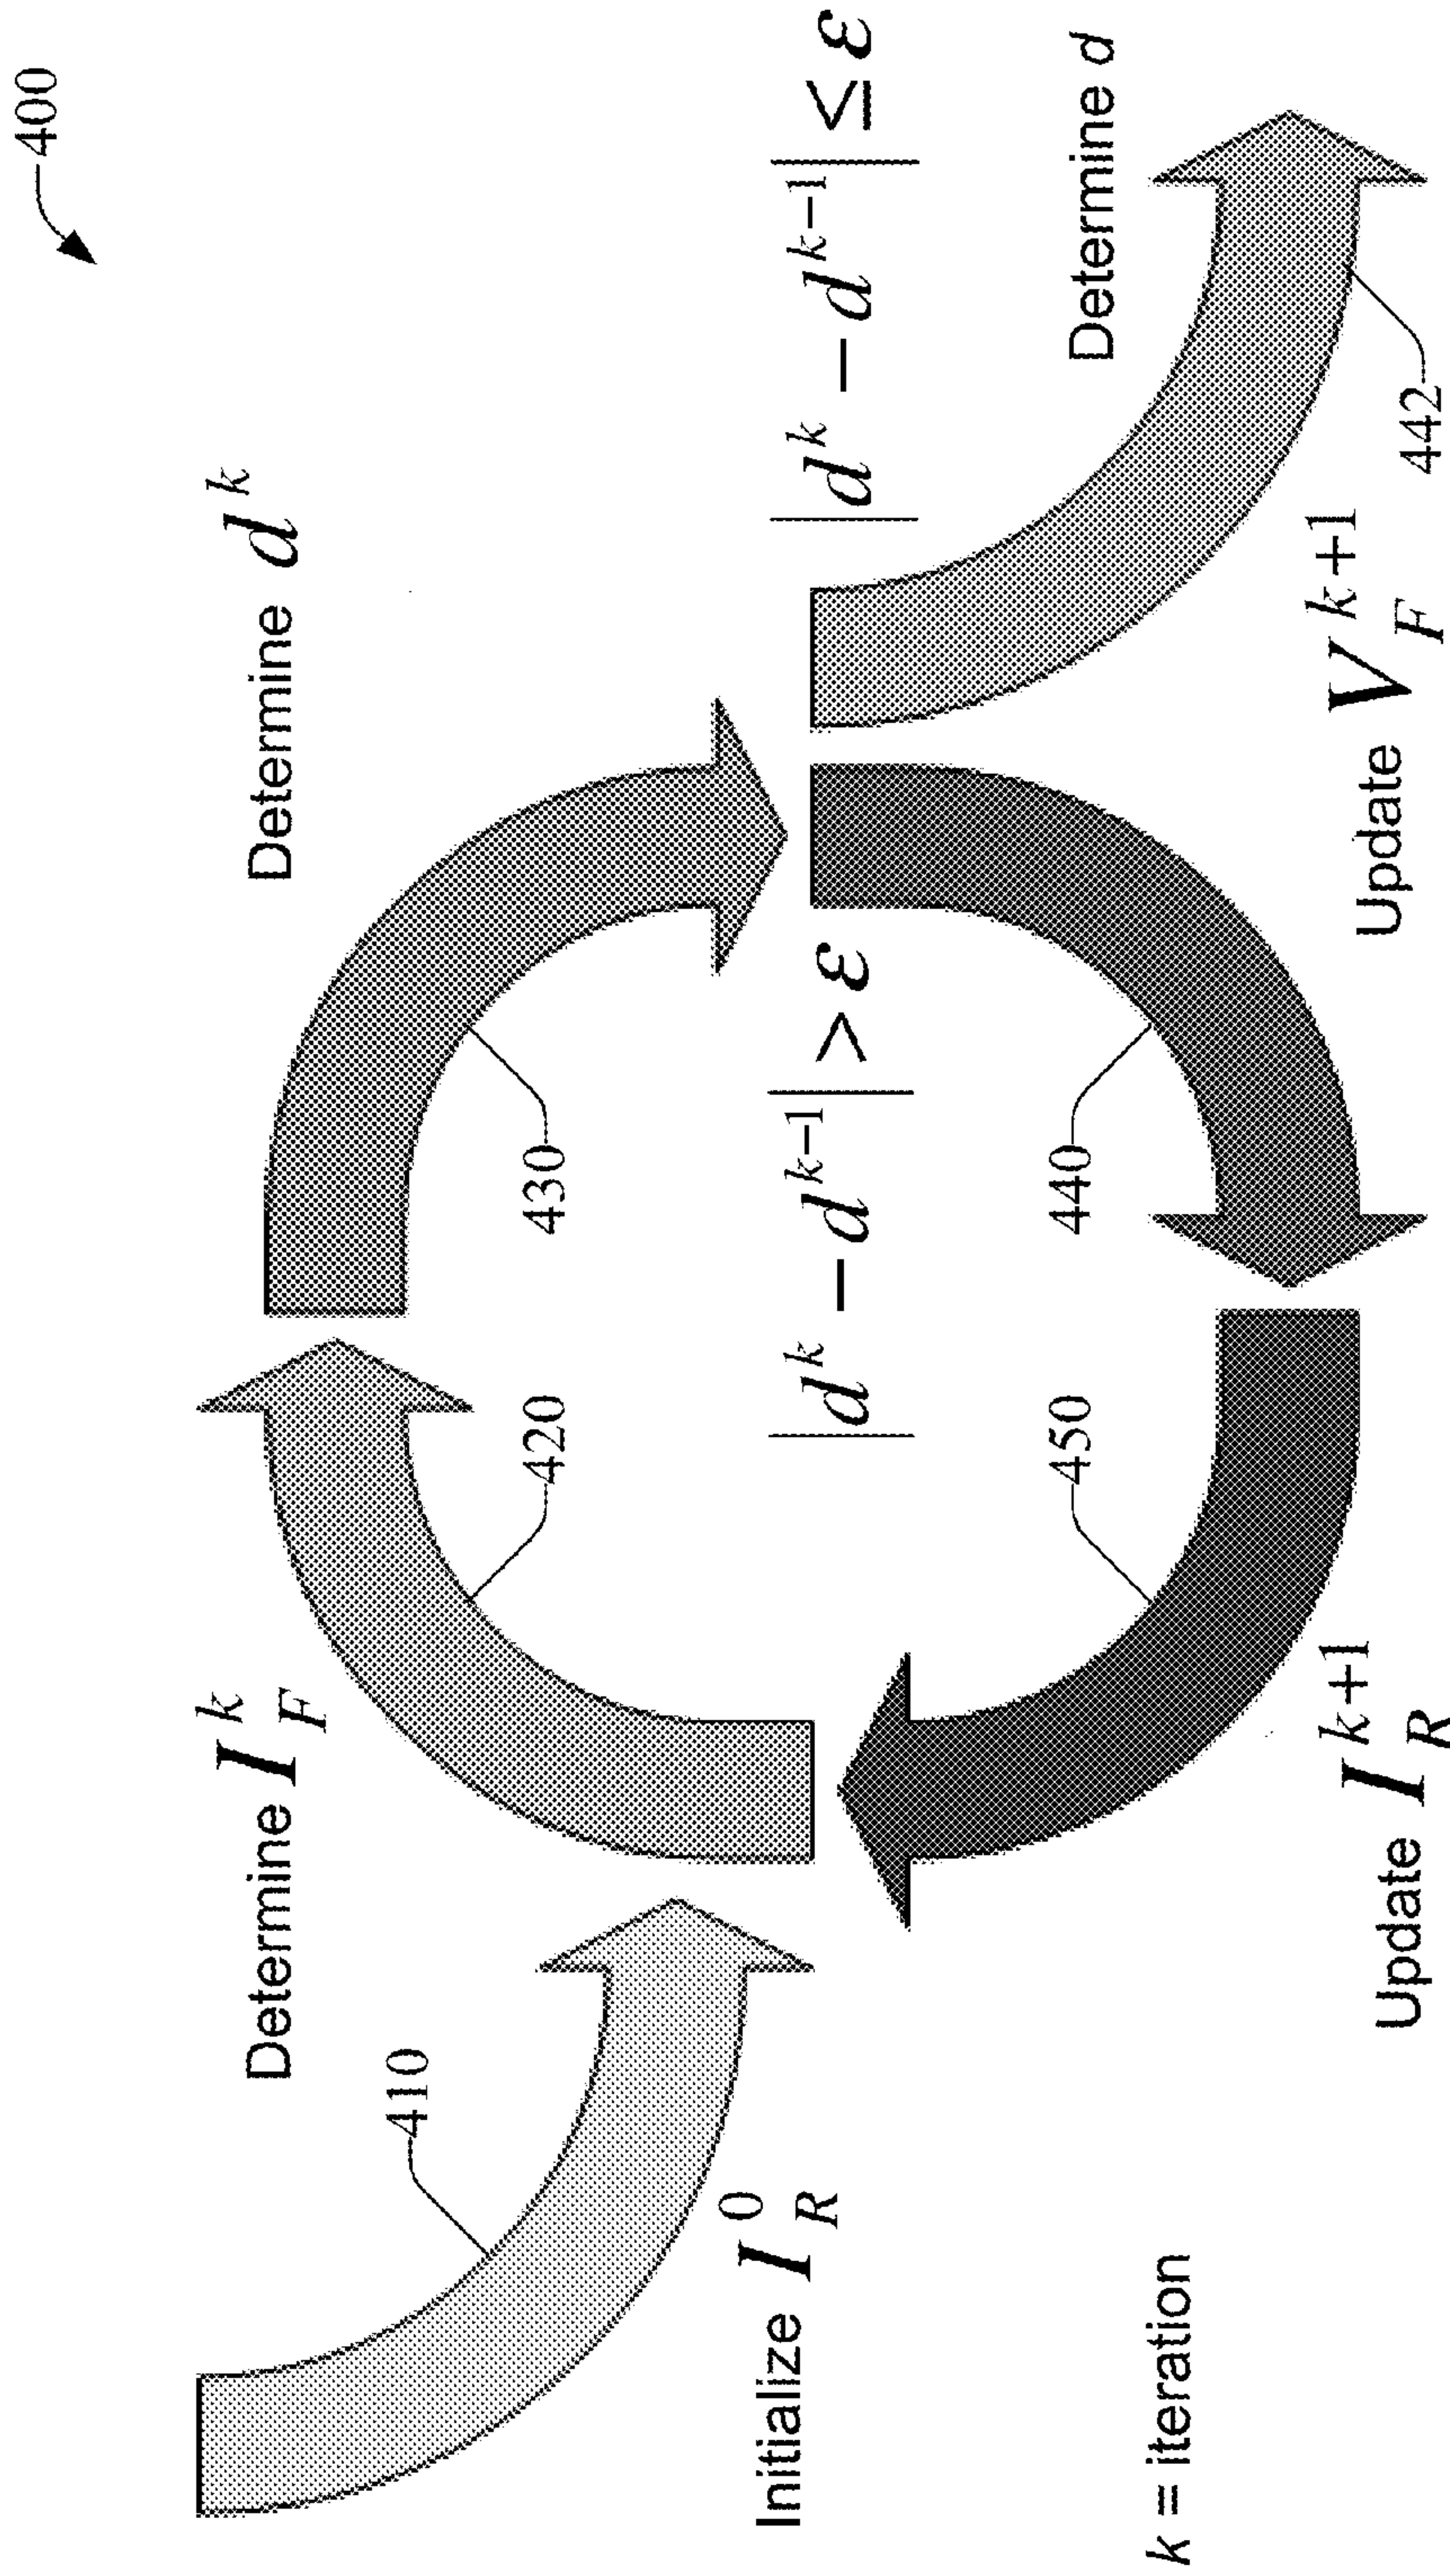 400
410
Initialize I_R^0
Determine I_F^k
420
Determine d^k
430
|d^k − d^{k−1}| > ε
|d^k − d^{k−1}| ≤ ε
Determine d
440
442
Update V_F^{k+1}
450
Update I_R^{k+1}
k = iteration